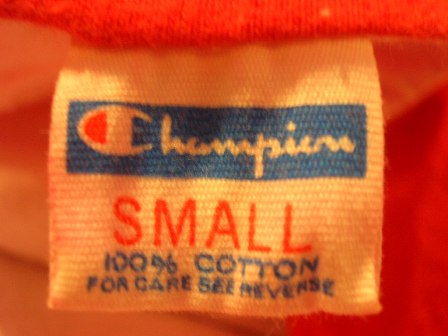 Champion
SMALL
100% COTTON
FOR CARE SEE REVERSE